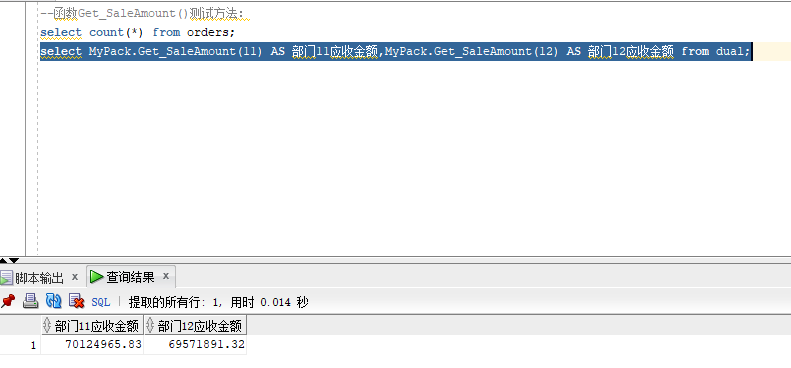 --函数Get_SaleAmount()测试方法:
select count(*) from orders;
select MyPack.Get_SaleAmount(11) AS 部门11应收金额,MyPack.Get_SaleAmount(12) AS 部门12应收金额 from dual;
脚本输出 x 查询结果 x
SQL | 提取的所有行: 1, 用时 0.014 秒
部门11应收金额 部门12应收金额
1 70124965.83 69571891.32